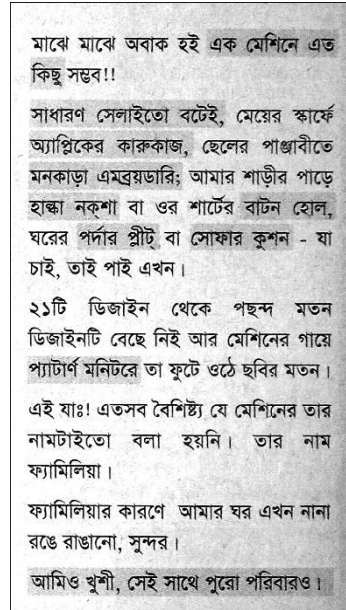 মাঝে মাঝে অবাক হই এক মেশিনে এত
কিছু সম্ভব!!
সাধারণ সেলাইতো বটেই, মেয়ের স্কার্ফে
অ্যাপ্লিকের কারুকাজ, ছেলের পাঞ্জাবীতে
মনকাড়া এমব্রয়ডারি; আমার শাড়ীর পাড়ে
হাল্কা নক্শা বা ওর শার্টের বাটন হোল,
ঘরের পর্দার প্লীট্ বা সোফার কুশন - যা
চাই, তাই পাই এখন।
২১টি ডিজাইন থেকে পছন্দ মতন
ডিজাইনটি বেছে নিই আর মেশিনের গায়ে
প্যাটার্ণ মনিটরে তা ফুটে ওঠে ছবির মতন।
এই যাঃ! এতসব বৈশিষ্ট্য যে মেশিনের তার
নামটাইতো বলা হয়নি। তার নাম
ফ্যামিলিয়া।
ফ্যামিলিয়ার কারণে আমার ঘর এখন নানা
রঙে রাঙানো, সুন্দর।
আমিও খুশী, সেই সাথে পুরো পরিবারও।